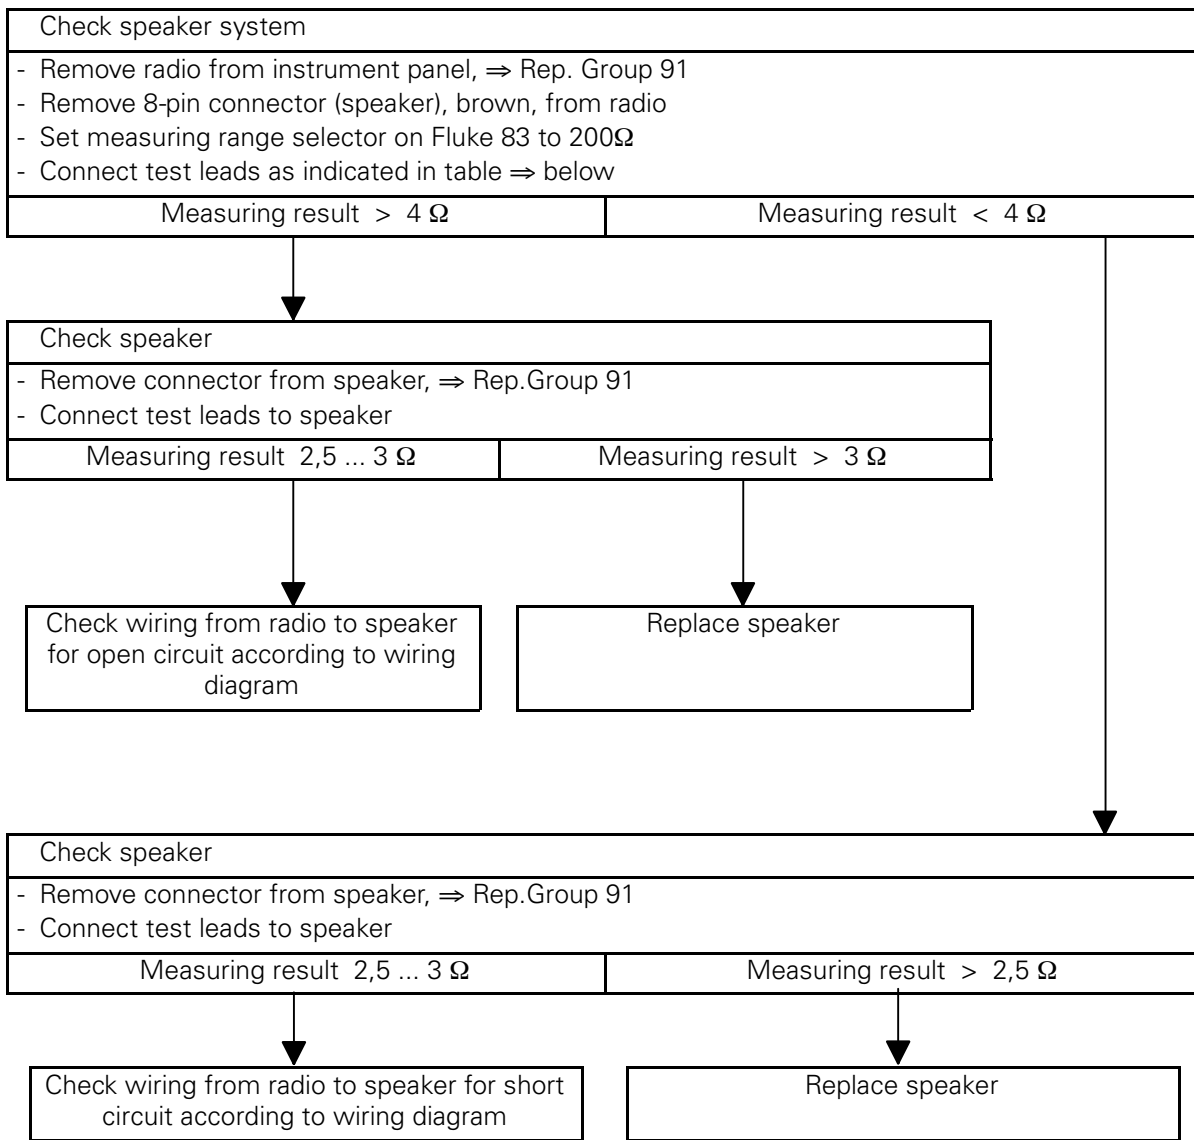 Check speaker system
- Remove radio from instrument panel, ⇒ Rep. Group 91
- Remove 8-pin connector (speaker), brown, from radio
- Set measuring range selector on Fluke 83 to 200Ω
- Connect test leads as indicated in table ⇒ below
Measuring result > 4 Ω
Measuring result < 4 Ω
Check speaker
- Remove connector from speaker, ⇒ Rep.Group 91
- Connect test leads to speaker
Measuring result 2,5 ... 3 Ω
Measuring result > 3 Ω
Check wiring from radio to speaker
for open circuit according to wiring
diagram
Replace speaker
Check speaker
- Remove connector from speaker, ⇒ Rep.Group 91
- Connect test leads to speaker
Measuring result 2,5 ... 3 Ω
Measuring result > 2,5 Ω
Check wiring from radio to speaker for short
circuit according to wiring diagram
Replace speaker